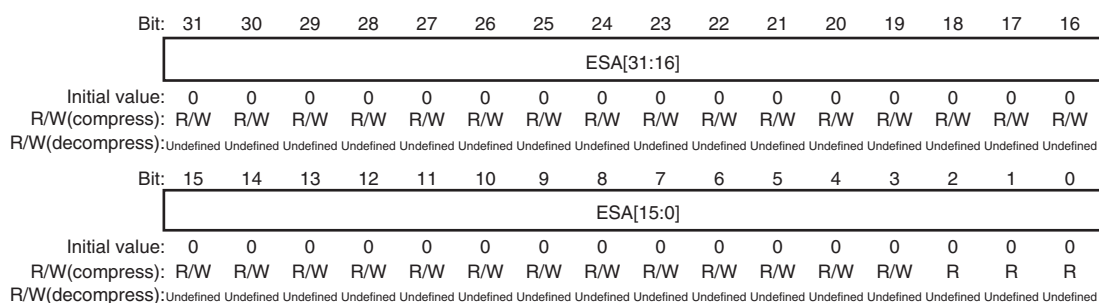 Bit: 31 30 29 28 27 26 25 24 23 22 21 20 19 18 17 16
ESA[31:16]
Initial value: 0 0 0 0 0 0 0 0 0 0 0 0 0 0 0 0
R/W(compress): R/W R/W R/W R/W R/W R/W R/W R/W R/W R/W R/W R/W R/W R/W R/W R/W
R/W(decompress): Undefined Undefined Undefined Undefined Undefined Undefined Undefined Undefined Undefined Undefined Undefined Undefined Undefined Undefined Undefined Undefined
Bit: 15 14 13 12 11 10 9 8 7 6 5 4 3 2 1 0
ESA[15:0]
Initial value: 0 0 0 0 0 0 0 0 0 0 0 0 0 0 0 0
R/W(compress): R/W R/W R/W R/W R/W R/W R/W R/W R/W R/W R/W R/W R/W R R R
R/W(decompress): Undefined Undefined Undefined Undefined Undefined Undefined Undefined Undefined Undefined Undefined Undefined Undefined Undefined Undefined Undefined Undefined